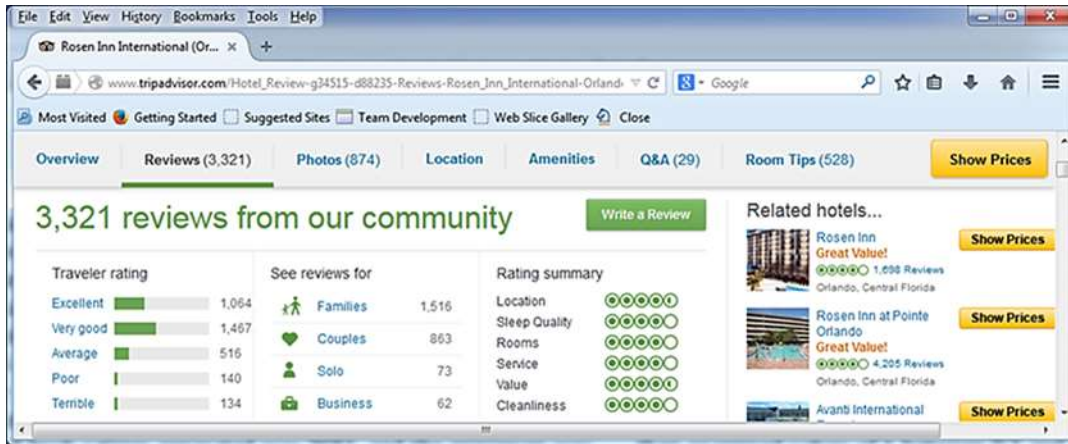 File Edit View History Bookmarks Tools Help
Rosen Inn International (Or... × +
www.tripadvisor.com/Hotel_Review-g34515-d88235-Reviews-Rosen_Inn_International-Orland Google
Most Visited Getting Started Suggested Sites Team Development Web Slice Gallery Close
Overview Reviews (3,321) Photos (874) Location Amenities Q&A (29) Room Tips (528) Show Prices
3,321 reviews from our community Write a Review
Traveler rating
Excellent 1,064
Very good 1,467
Average 516
Poor 140
Terrible 134
See reviews for
Families 1,516
Couples 863
Solo 73
Business 62
Rating summary
Location
Sleep Quality
Rooms
Service
Value
Cleanliness
Related hotels...
Rosen Inn Show Prices
Great Value!
1,698 Reviews
Orlando, Central Florida
Rosen Inn at Pointe Show Prices
Orlando
Great Value!
4,205 Reviews
Orlando, Central Florida
Avanti International Show Prices